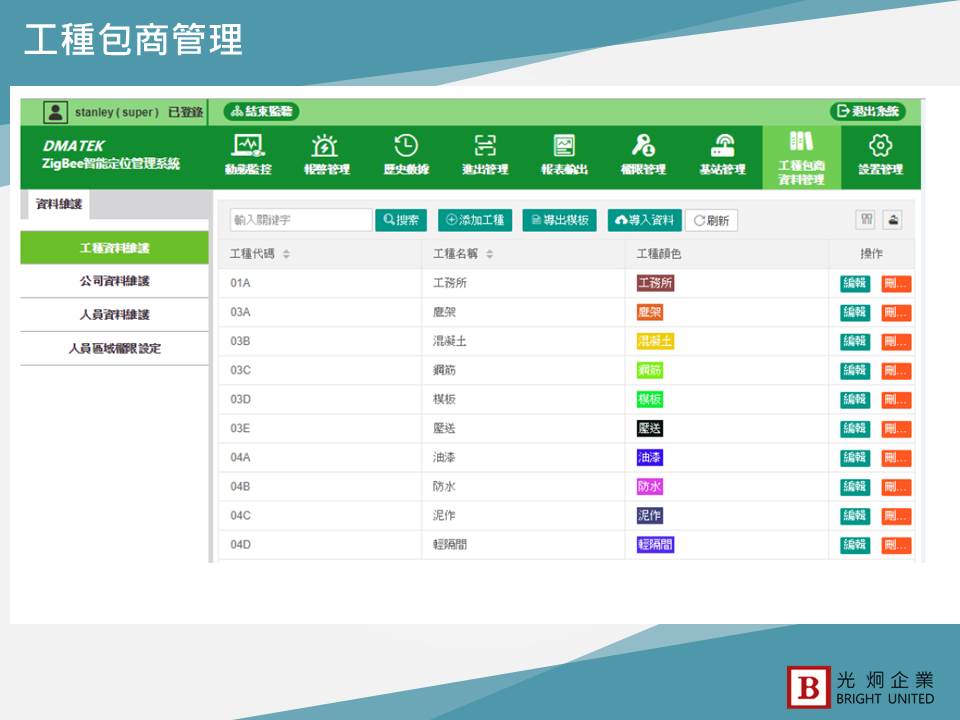 工種包商管理
stanley ( super ) 已登錄
結束監聽
退出系統
DMATEK
ZigBee智能定位管理系統
動態監控
報警管理
歷史數據
進出管理
報表輸出
權限管理
基站管理
工種包商
資料管理
設置管理
資料維護
工種資料維護
公司資料維護
人員資料維護
人員區域權限設定
輸入關鍵字
搜索
添加工種
導出模板
導入資料
刷新
工種代碼 工種名稱 工種顏色 操作
01A 工務所 工務所 編輯 刪...
03A 鷹架 鷹架 編輯 刪...
03B 混凝土 混凝土 編輯 刪...
03C 鋼筋 鋼筋 編輯 刪...
03D 模板 模板 編輯 刪...
03E 壓送 壓送 編輯 刪...
04A 油漆 油漆 編輯 刪...
04B 防水 防水 編輯 刪...
04C 泥作 泥作 編輯 刪...
04D 輕隔間 輕隔間 編輯 刪...
B
光炯企業
BRIGHT UNITED